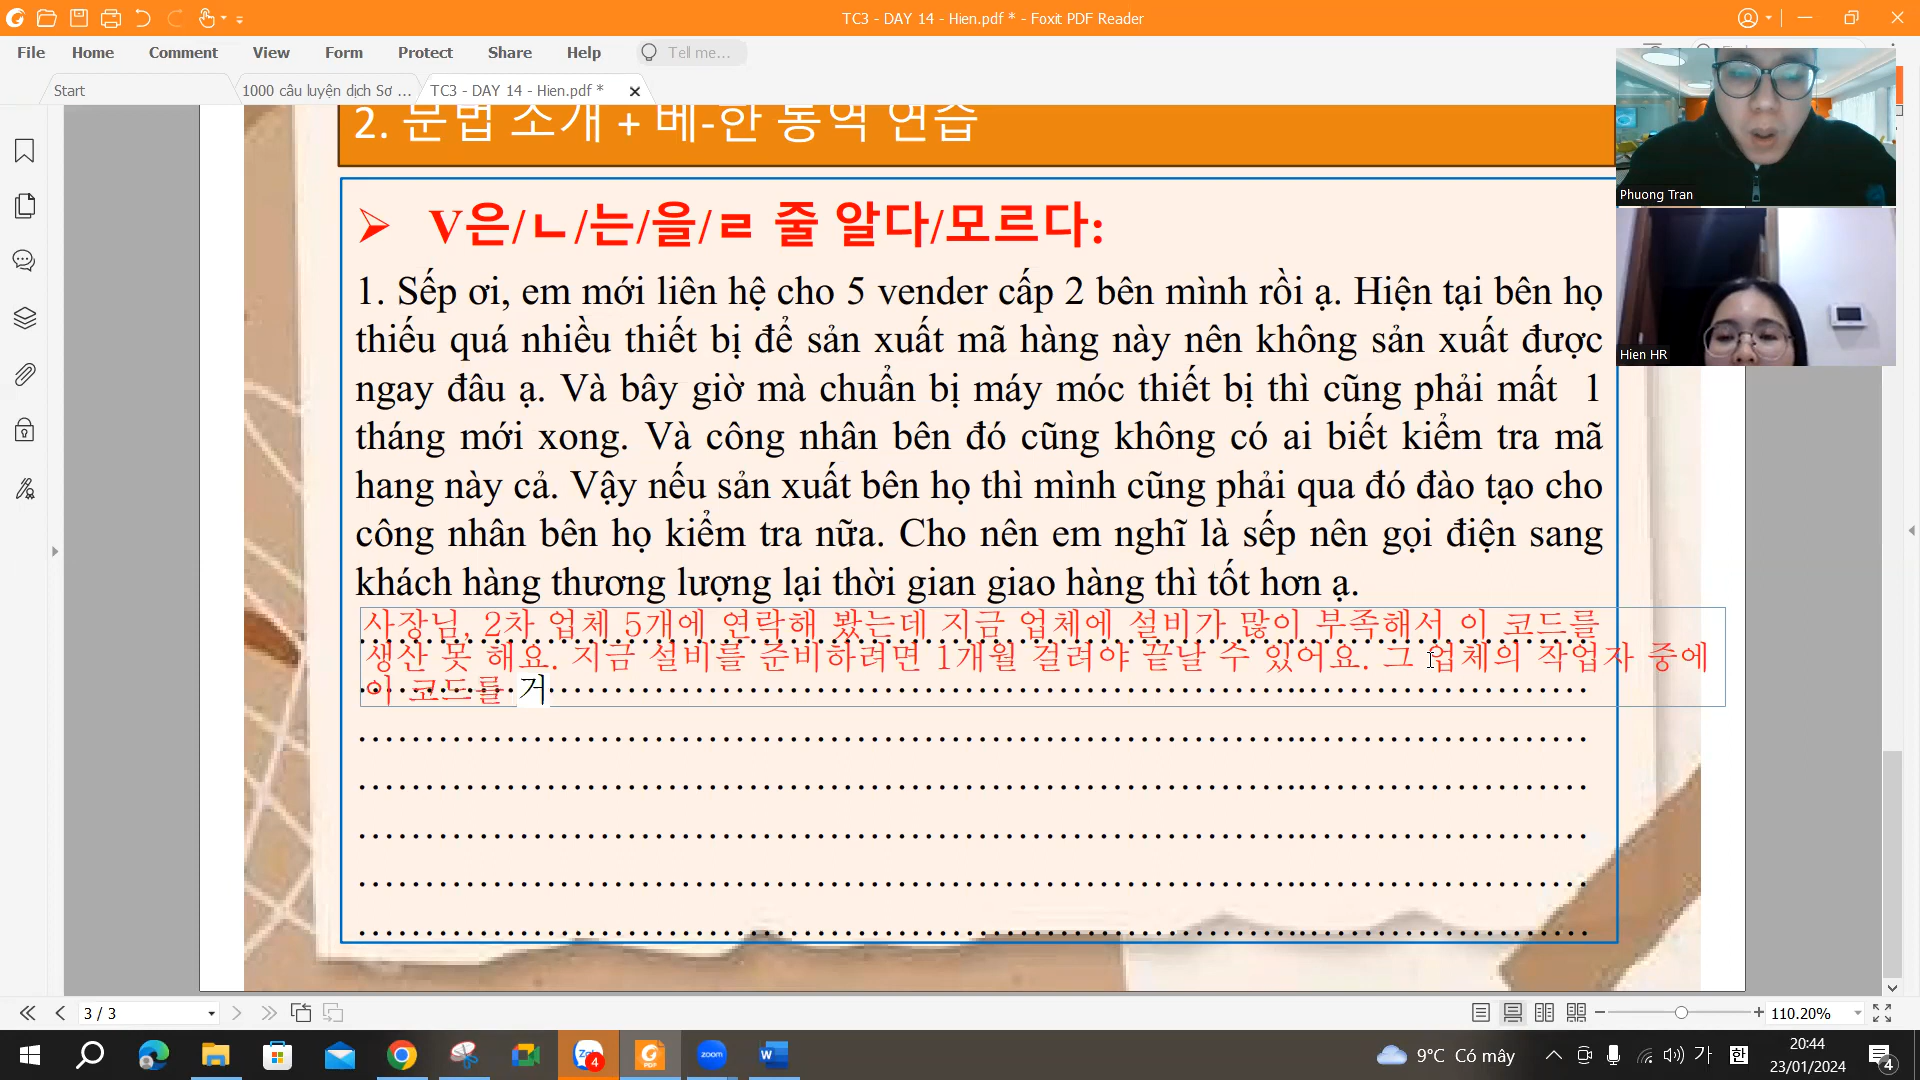 TC3 - DAY 14 - Hien.pdf * - Foxit PDF Reader
File Home Comment View Form Protect Share Help Tell me...
Start 1000 câu luyện dịch Sơ ... TC3 - DAY 14 - Hien.pdf *
2. 문법 소개 + 베-한 통역 연습
➢ V은/ㄴ/는/을/ㄹ 줄 알다/모르다:
1. Sếp ơi, em mới liên hệ cho 5 vender cấp 2 bên mình rồi ạ. Hiện tại bên họ
thiếu quá nhiều thiết bị để sản xuất mã hàng này nên không sản xuất được
ngay đâu ạ. Và bây giờ mà chuẩn bị máy móc thiết bị thì cũng phải mất 1
tháng mới xong. Và công nhân bên đó cũng không có ai biết kiểm tra mã
hang này cả. Vậy nếu sản xuất bên họ thì mình cũng phải qua đó đào tạo cho
công nhân bên họ kiểm tra nữa. Cho nên em nghĩ là sếp nên gọi điện sang
khách hàng thương lượng lại thời gian giao hàng thì tốt hơn ạ.
사장님, 2차 업체 5개에 연락해 봤는데 지금 업체에 설비가 많이 부족해서 이 코드를
생산 못 해요. 지금 설비를 준비하려면 1개월 걸려야 끝날 수 있어요. 그 업체의 작업자 중에
이 코드를 거
Phuong Tran
Hien HR
3 / 3
110.20%
Zalo 4
zoom
9°C Có mây
가 한
20:44
23/01/2024
4